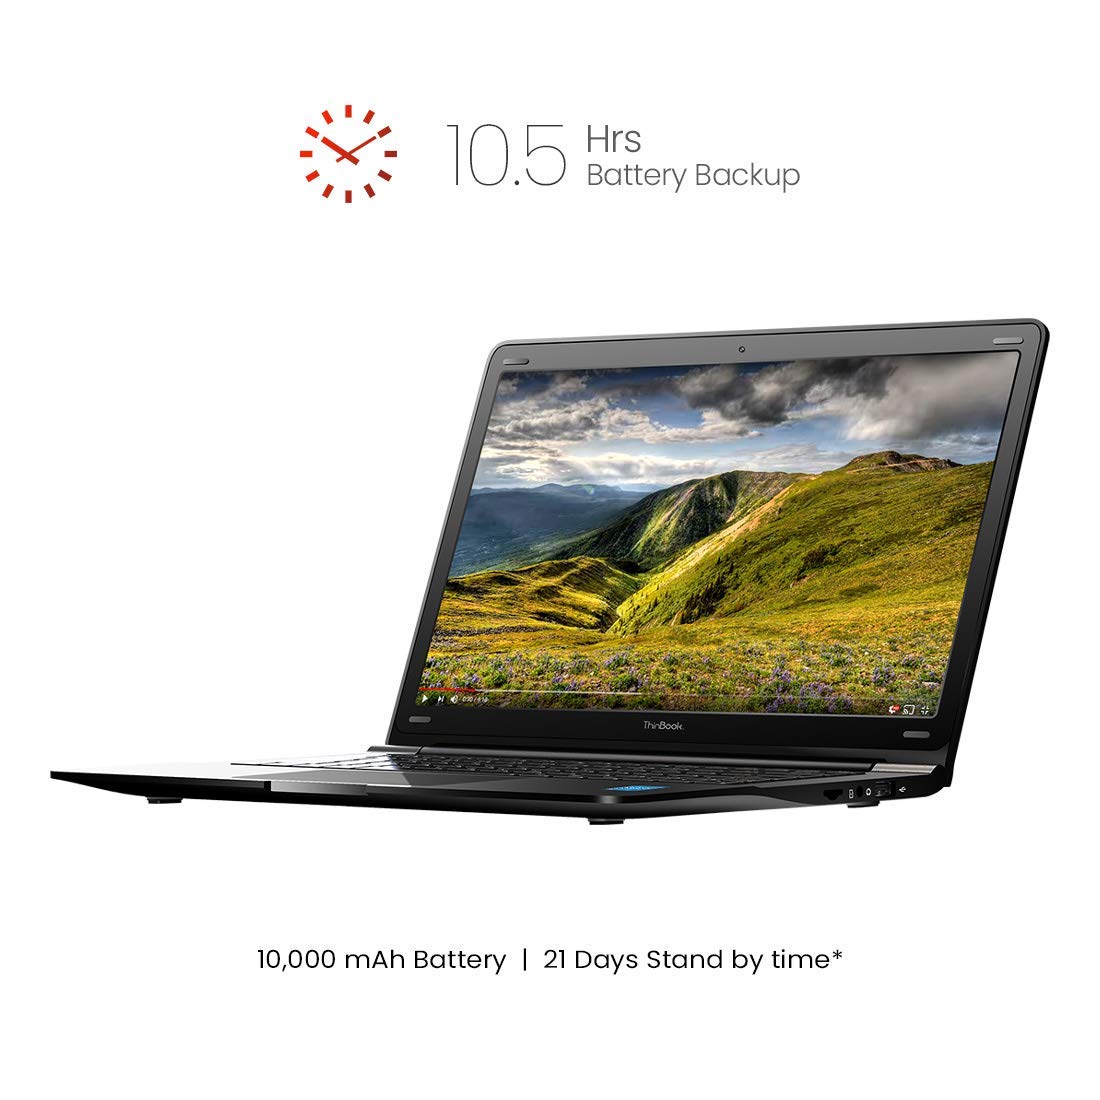 10.5 Hrs
Battery Backup
ThinBook.
10,000 mAh Battery | 21 Days Stand by time*